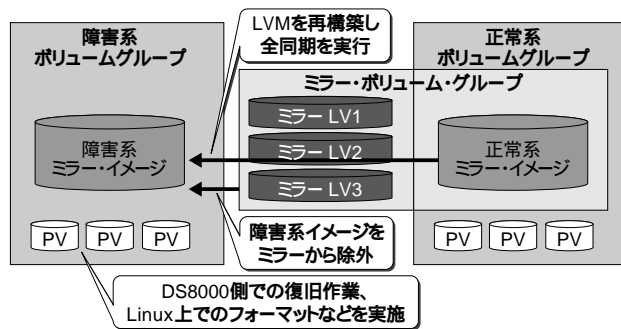 LVMを再構築し
全同期を実行
障害系
ボリュームグループ
正常系
ボリュームグループ
ミラー・ボリューム・グループ
ミラー LV1
ミラー LV2
ミラー LV3
障害系
ミラー・イメージ
正常系
ミラー・イメージ
PV PV PV
障害系イメージを
ミラーから除外
PV PV PV
DS8000側での復旧作業、
Linux上でのフォーマットなどを実施